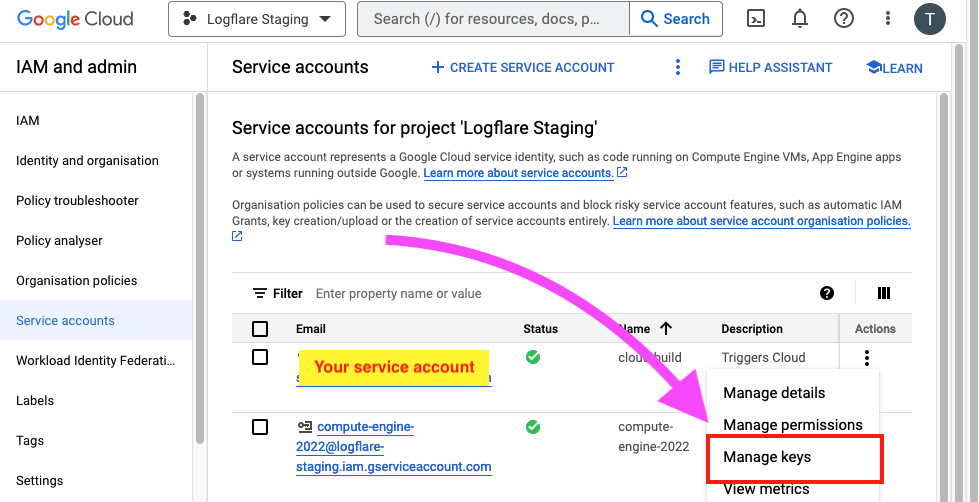 Google Cloud
Logflare Staging
Search (/) for resources, docs, p...
Search
T
IAM and admin
Service accounts
CREATE SERVICE ACCOUNT
HELP ASSISTANT
LEARN
IAM
Identity and organisation
Policy troubleshooter
Policy analyser
Organisation policies
Service accounts
Workload Identity Federati...
Labels
Tags
Settings
Service accounts for project 'Logflare Staging'
A service account represents a Google Cloud service identity, such as code running on Compute Engine VMs, App Engine apps
or systems running outside Google. Learn more about service accounts.
Organisation policies can be used to secure service accounts and block risky service account features, such as automatic IAM
Grants, key creation/upload or the creation of service accounts entirely. Learn more about service account organisation policies.
Filter Enter property name or value
Email Status Name Description Actions
Your service account
cloud build
Triggers Cloud
compute-engine-
2022@logflare-
staging.iam.gserviceaccount.com
compute-
engine-2022
Manage details
Manage permissions
Manage keys
View metrics